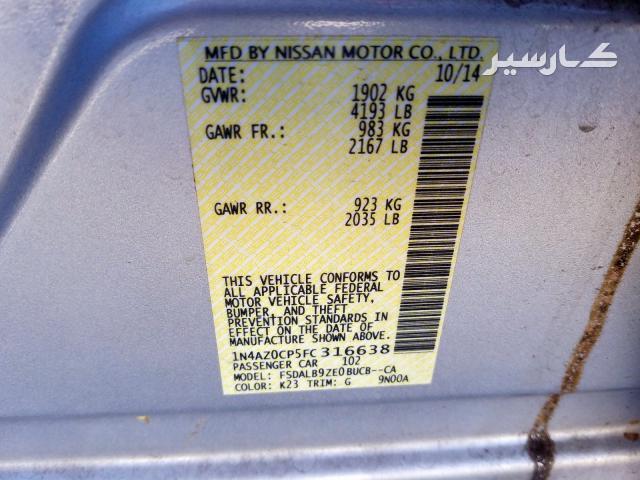 MFD BY NISSAN MOTOR CO., LTD.
كارسير
DATE: 10/14
GVWR: 1902 KG
4193 LB
GAWR FR.: 983 KG
2167 LB
GAWR RR.: 923 KG
2035 LB
THIS VEHICLE CONFORMS TO
ALL APPLICABLE FEDERAL
MOTOR VEHICLE SAFETY,
BUMPER, AND THEFT
PREVENTION STANDARDS IN
EFFECT ON THE DATE OF
MANUFACTURE SHOWN ABOVE.
1N4AZ0CP5FC316638
PASSENGER CAR 102
MODEL: FSDALB9ZE0BUCB--CA
COLOR: K23 TRIM: G 9N00A